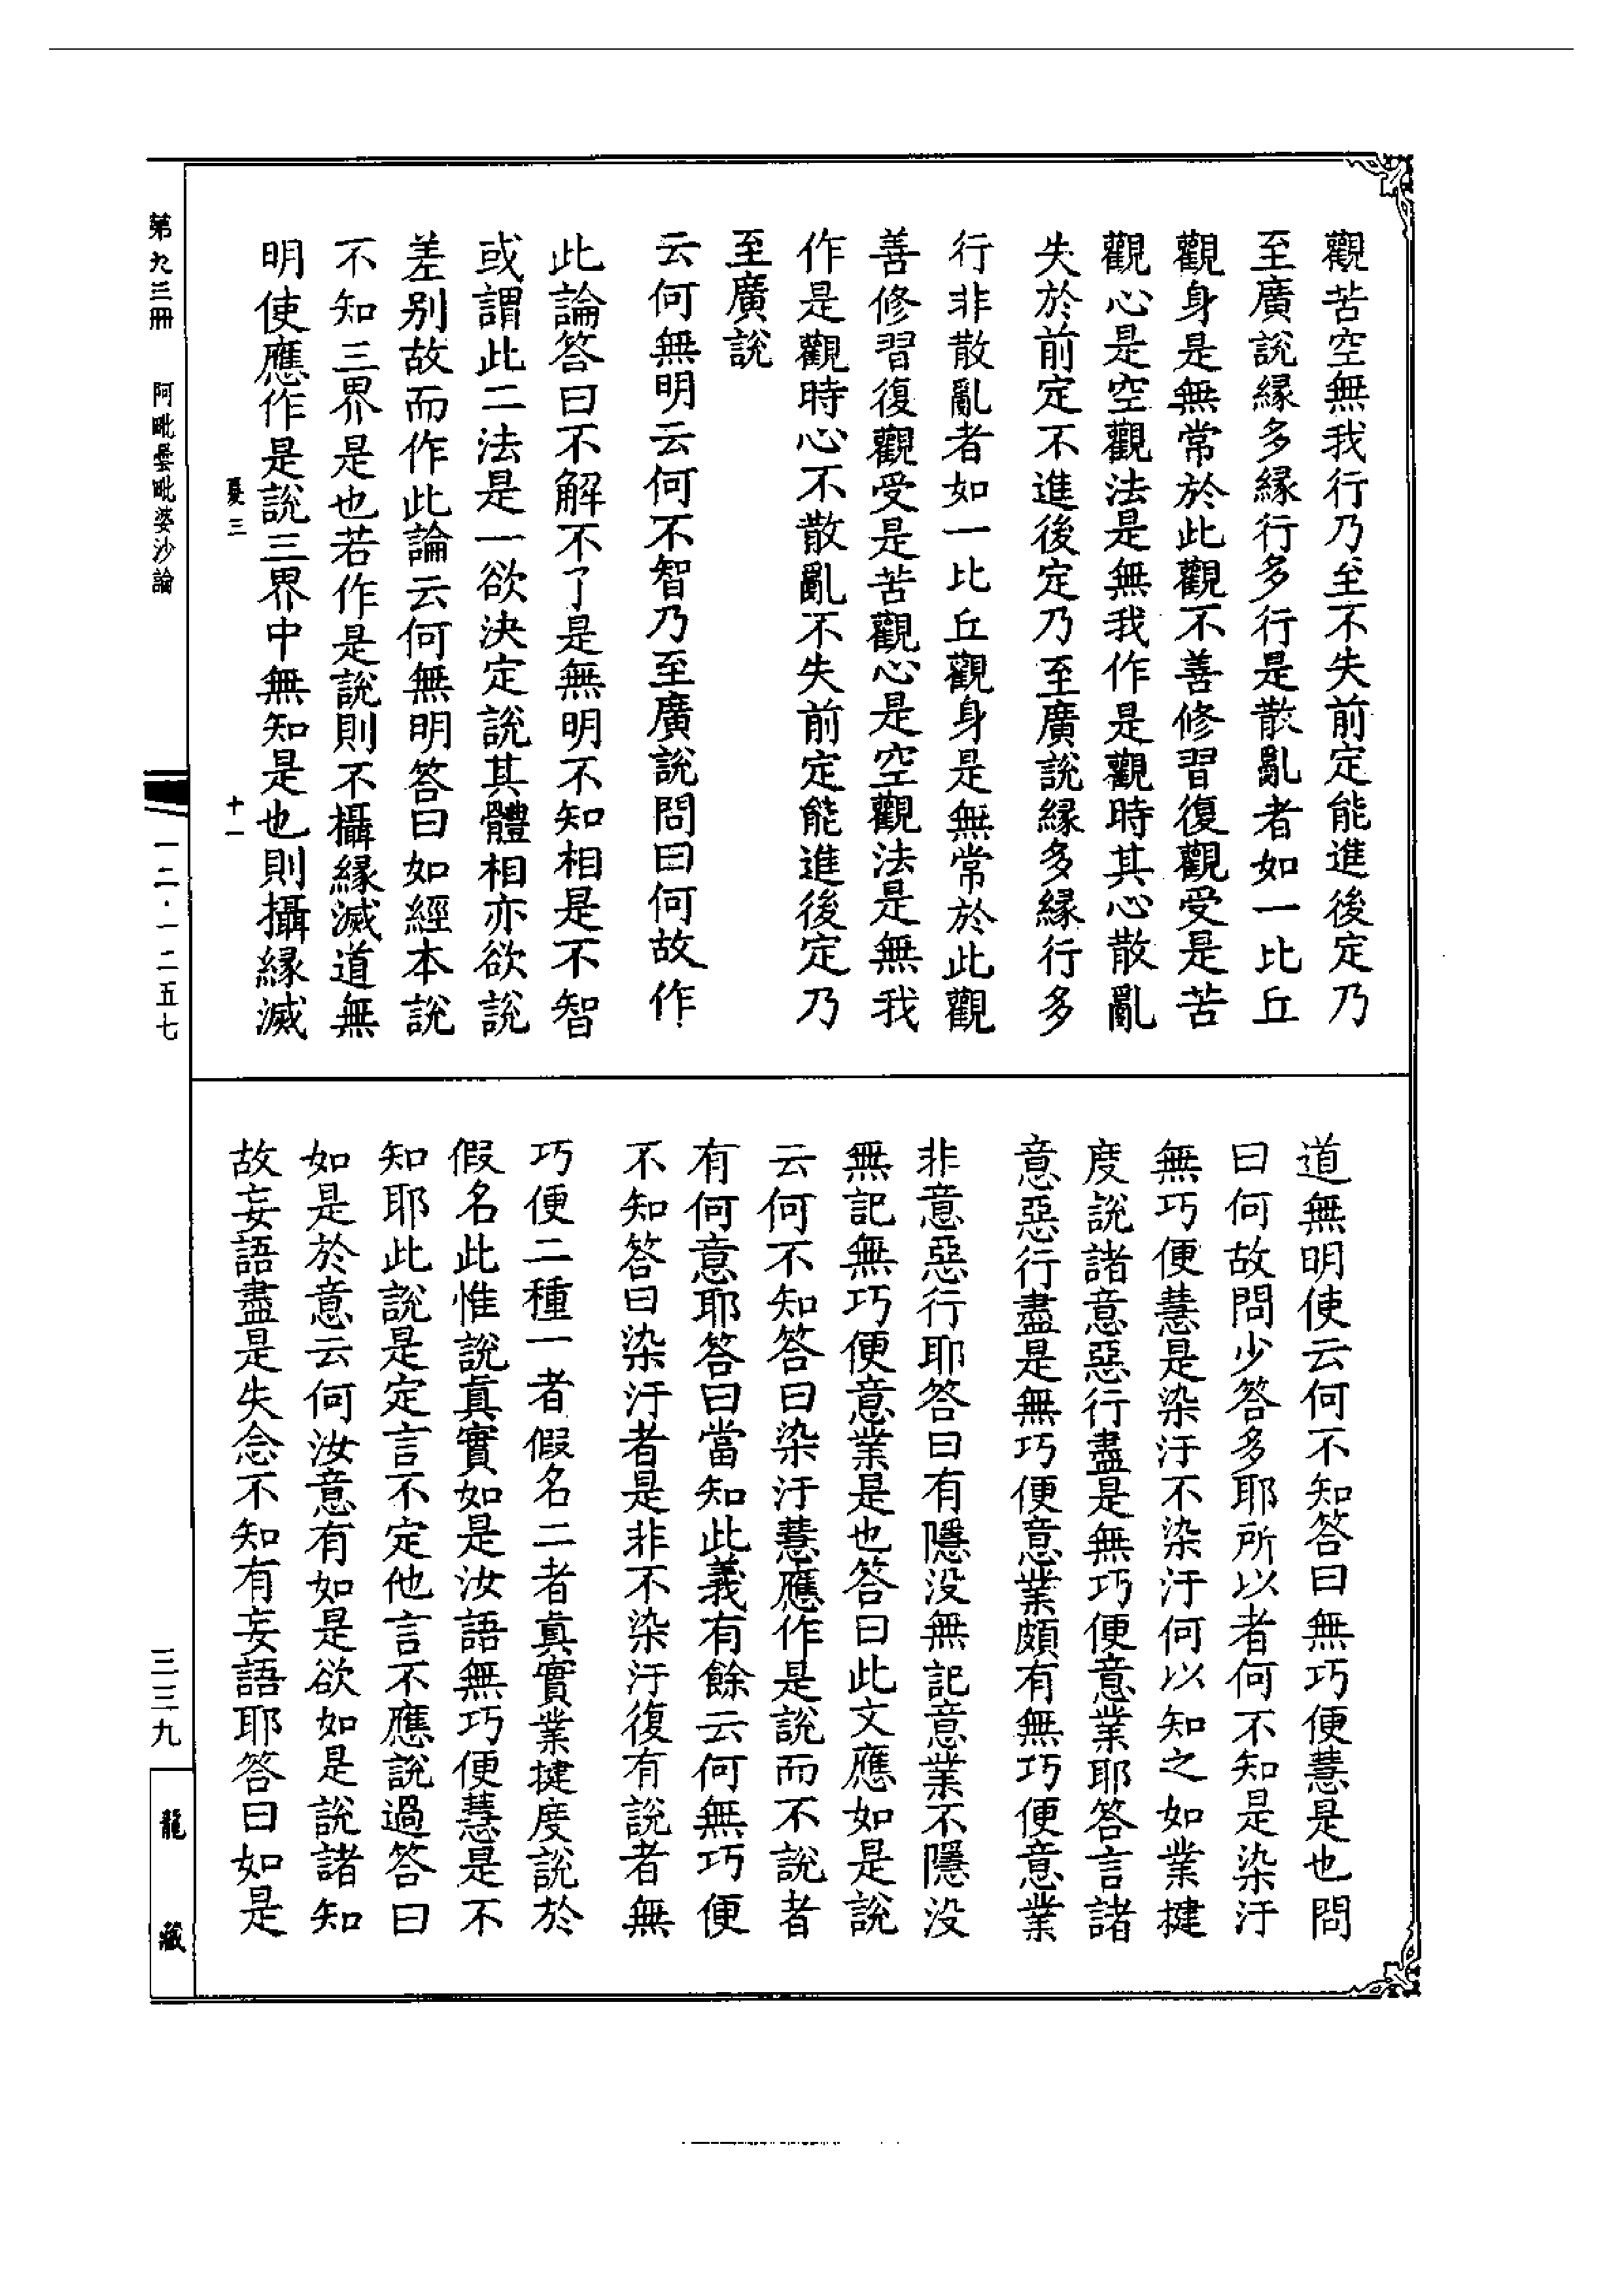 觀苦空無我行乃至不失前定能進後定乃
至廣說緣多緣行多行是散亂者如一比丘
觀身是無常於此觀不善修習復觀受是苦
觀心是空觀法是無我作是觀時其心散亂
失於前定不進後定乃至廣說緣多緣行多
行非散亂者如一比丘觀身是無常於此觀
善修習復觀受是苦觀心是空觀法是無我
作是觀時心不散亂不失前定能進後定乃
至廣說
云何無明云何不智乃至廣說問曰何故作
此論答曰不解不了是無明不知相是不智
或謂此二法是一欲決定說其體相亦欲說
差別故而作此論云何無明答曰如經本說
不知三界是也若作是說則不攝緣滅道無
明使應作是說三界中無知是也則攝緣滅
夏三
十一
道無明使云何不知答曰無巧便慧是也問
曰何故問少答多耶所以者何不知是染汙
無巧便慧是染汙不染汙何以知之如業揵
度說諸意惡行盡是無巧便意業耶答言諸
意惡行盡是無巧便意業頗有無巧便意業
非意惡行耶答曰有隱没無記意業不隱没
無記無巧便意業是也答曰此文應如是說
云何不知答曰染汙慧應作是說而不說者
有何意耶答曰當知此義有餘云何無巧便
不知答曰染汙者是非不染汙復有說者無
巧便二種一者假名二者真實業揵度說於
假名此惟說真實如是汝語無巧便慧是不
知耶此說是定言不定他言不應說過答曰
如是於意云何汝意有如是欲如是說諸知
故妄語盡是失念不知有妄語耶答曰如是
第九三冊
阿毗曇毗婆沙論
一二·一二五七
三三九
龍藏